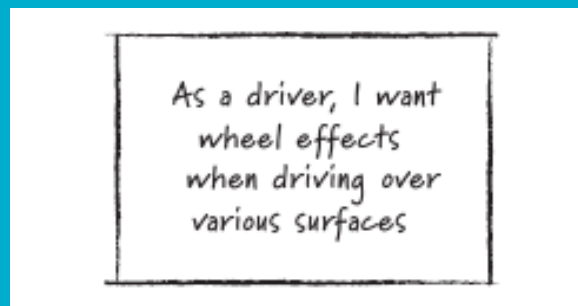 As a driver, I want
wheel effects
when driving over
various surfaces